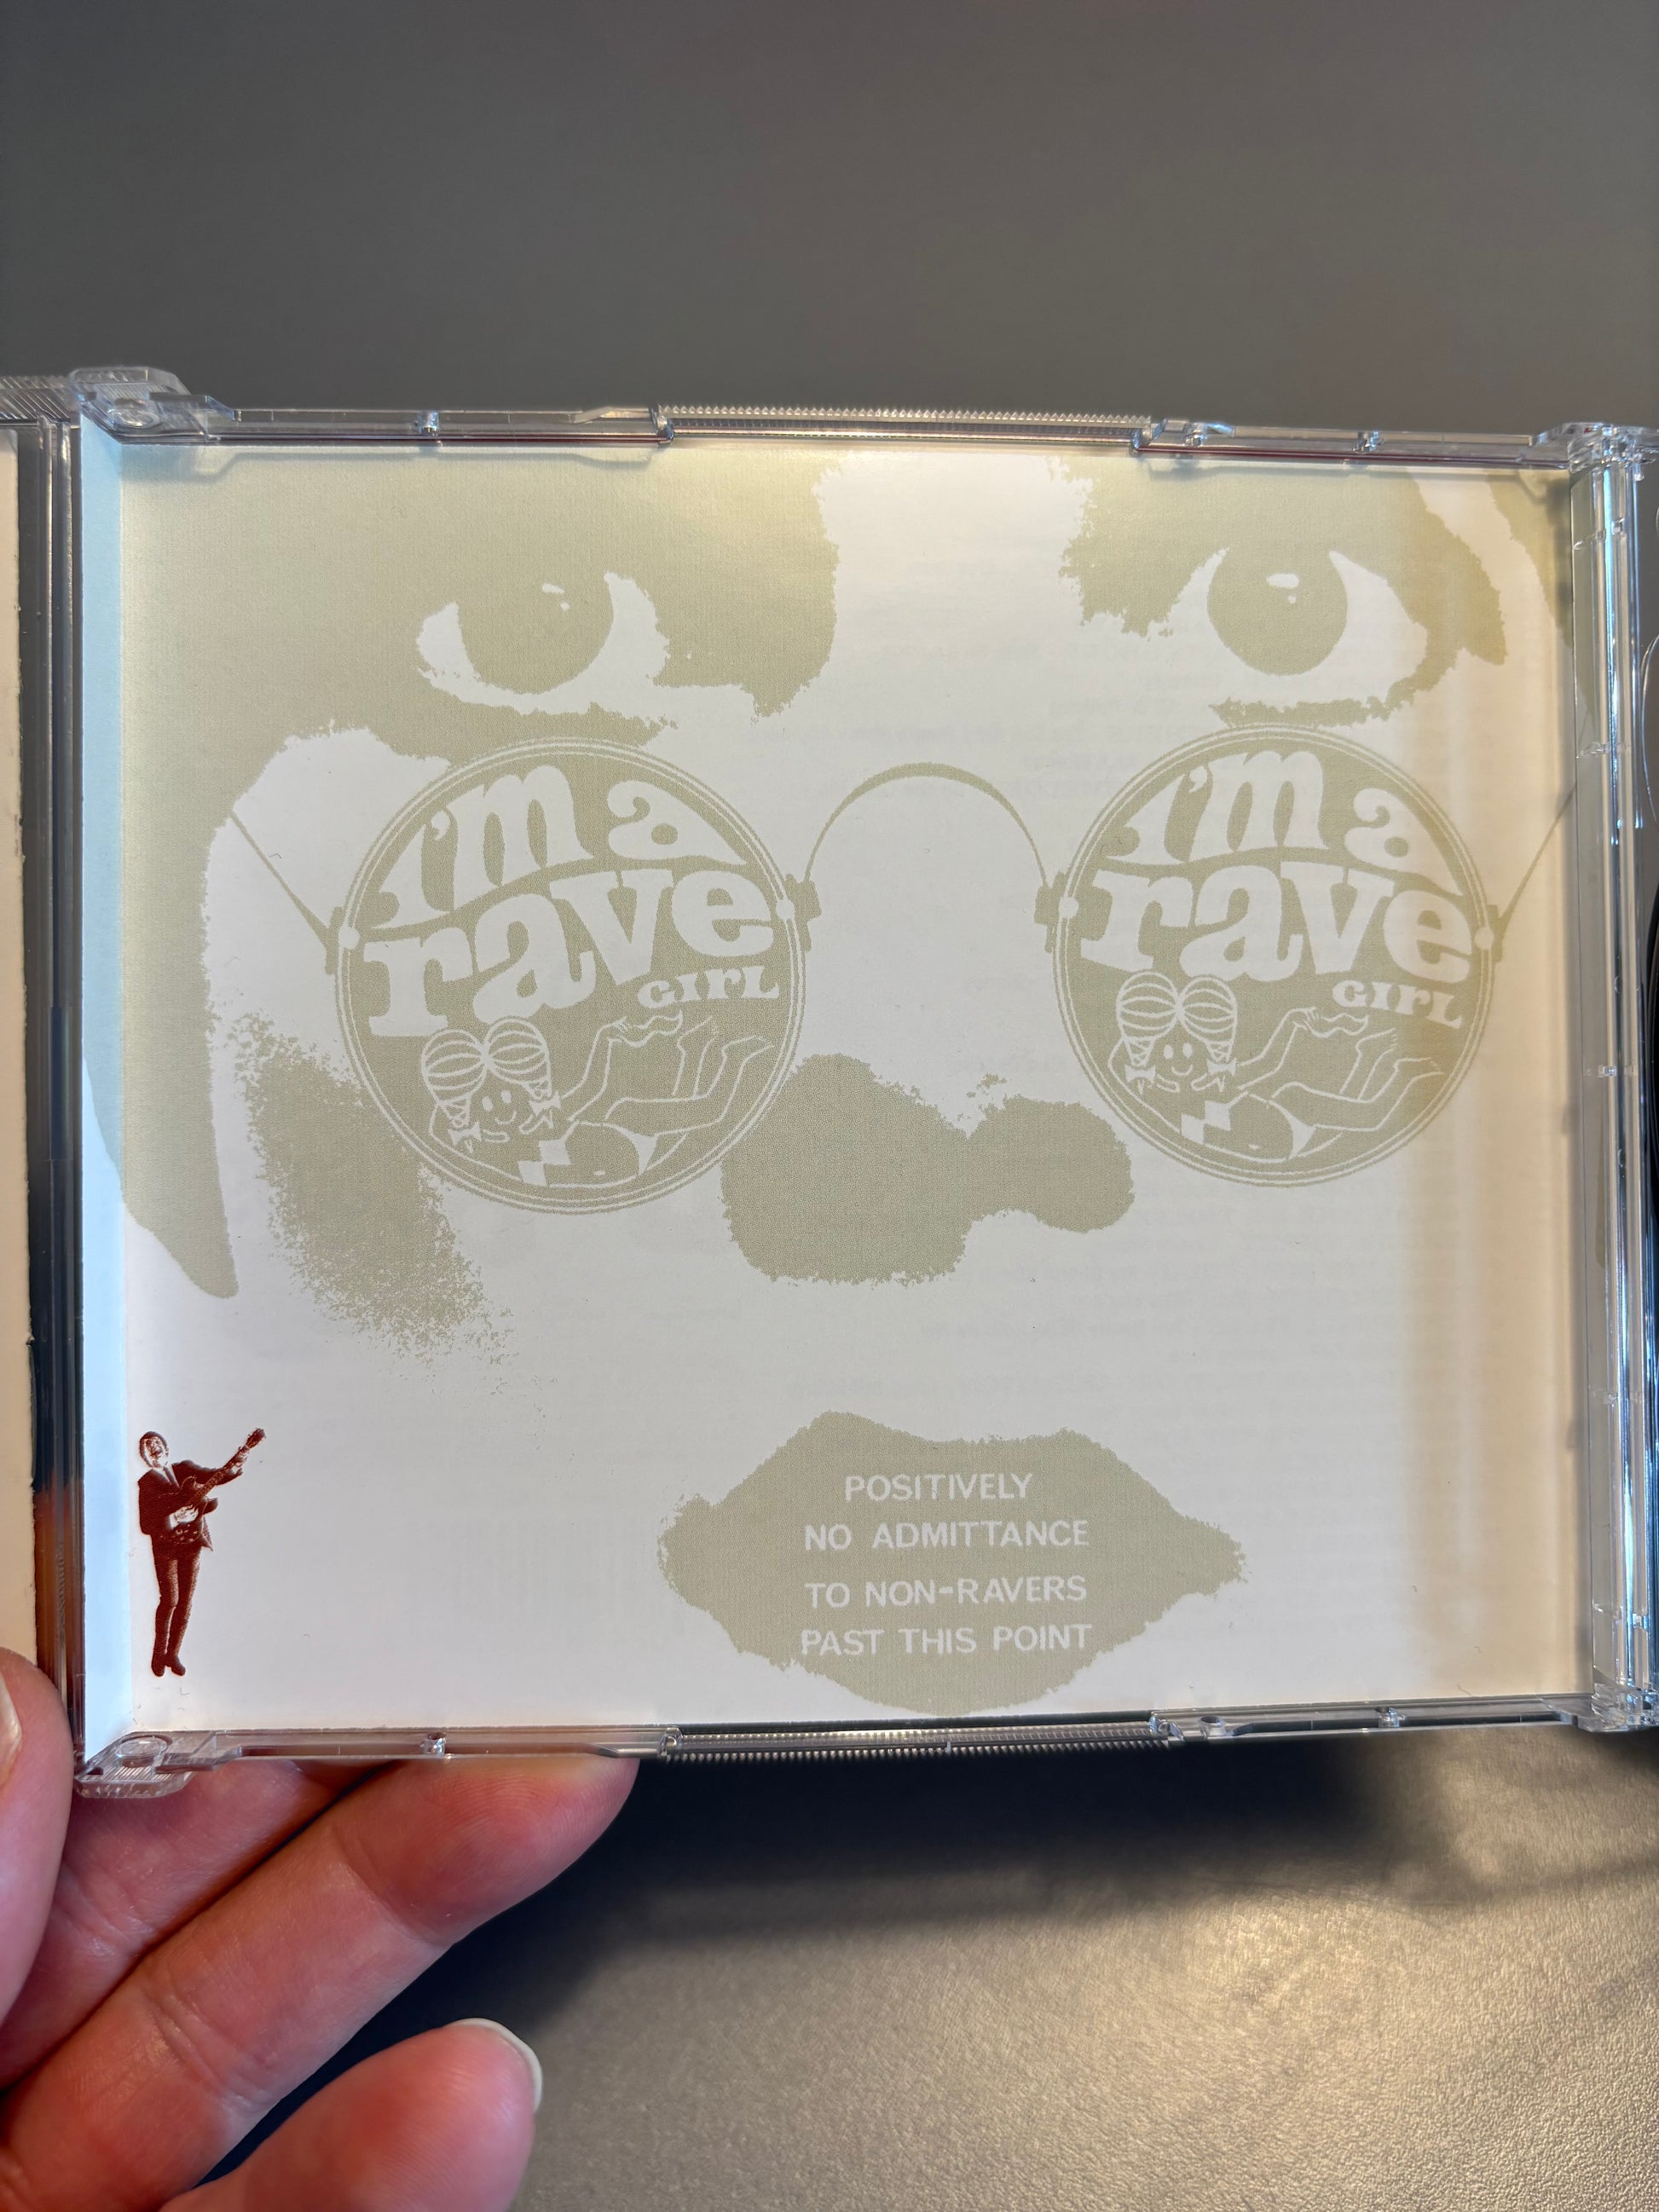 i'm a
rave
GIRL
i'm a
rave
GIRL
POSITIVELY
NO ADMITTANCE
TO NON-RAVERS
PAST THIS POINT